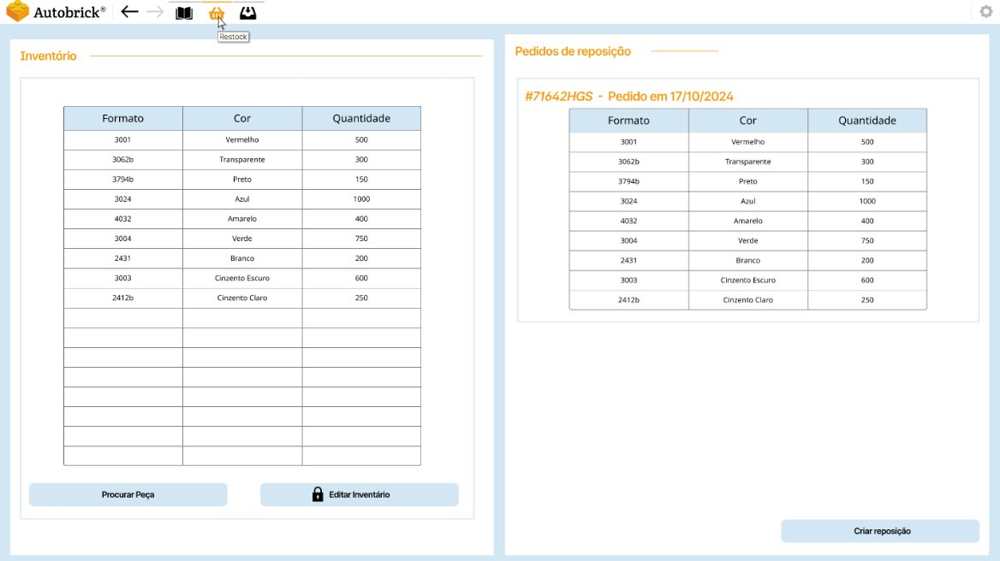 Autobrick®
Restock
Inventário
Formato Cor Quantidade
3001 Vermelho 500
3062b Transparente 300
3794b Preto 150
3024 Azul 1000
4032 Amarelo 400
3004 Verde 750
2431 Branco 200
3003 Cinzento Escuro 600
2412b Cinzento Claro 250
Procurar Peça
Editar Inventário
Pedidos de reposição
#71642HGS - Pedido em 17/10/2024
Formato Cor Quantidade
3001 Vermelho 500
3062b Transparente 300
3794b Preto 150
3024 Azul 1000
4032 Amarelo 400
3004 Verde 750
2431 Branco 200
3003 Cinzento Escuro 600
2412b Cinzento Claro 250
Criar reposição